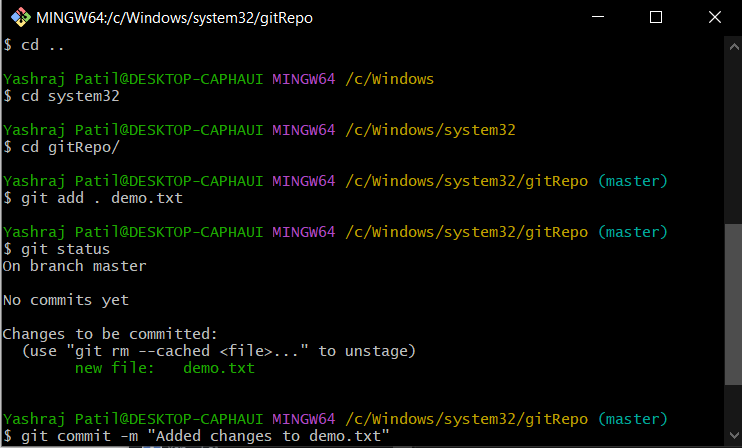 MINGW64:/c/Windows/system32/gitRepo
$ cd ..
Yashraj Patil@DESKTOP-CAPHAUI MINGW64 /c/Windows
$ cd system32
Yashraj Patil@DESKTOP-CAPHAUI MINGW64 /c/Windows/system32
$ cd gitRepo/
Yashraj Patil@DESKTOP-CAPHAUI MINGW64 /c/Windows/system32/gitRepo (master)
$ git add . demo.txt
Yashraj Patil@DESKTOP-CAPHAUI MINGW64 /c/Windows/system32/gitRepo (master)
$ git status
On branch master
No commits yet
Changes to be committed:
  (use "git rm --cached <file>..." to unstage)
        new file:   demo.txt
Yashraj Patil@DESKTOP-CAPHAUI MINGW64 /c/Windows/system32/gitRepo (master)
$ git commit -m "Added changes to demo.txt"